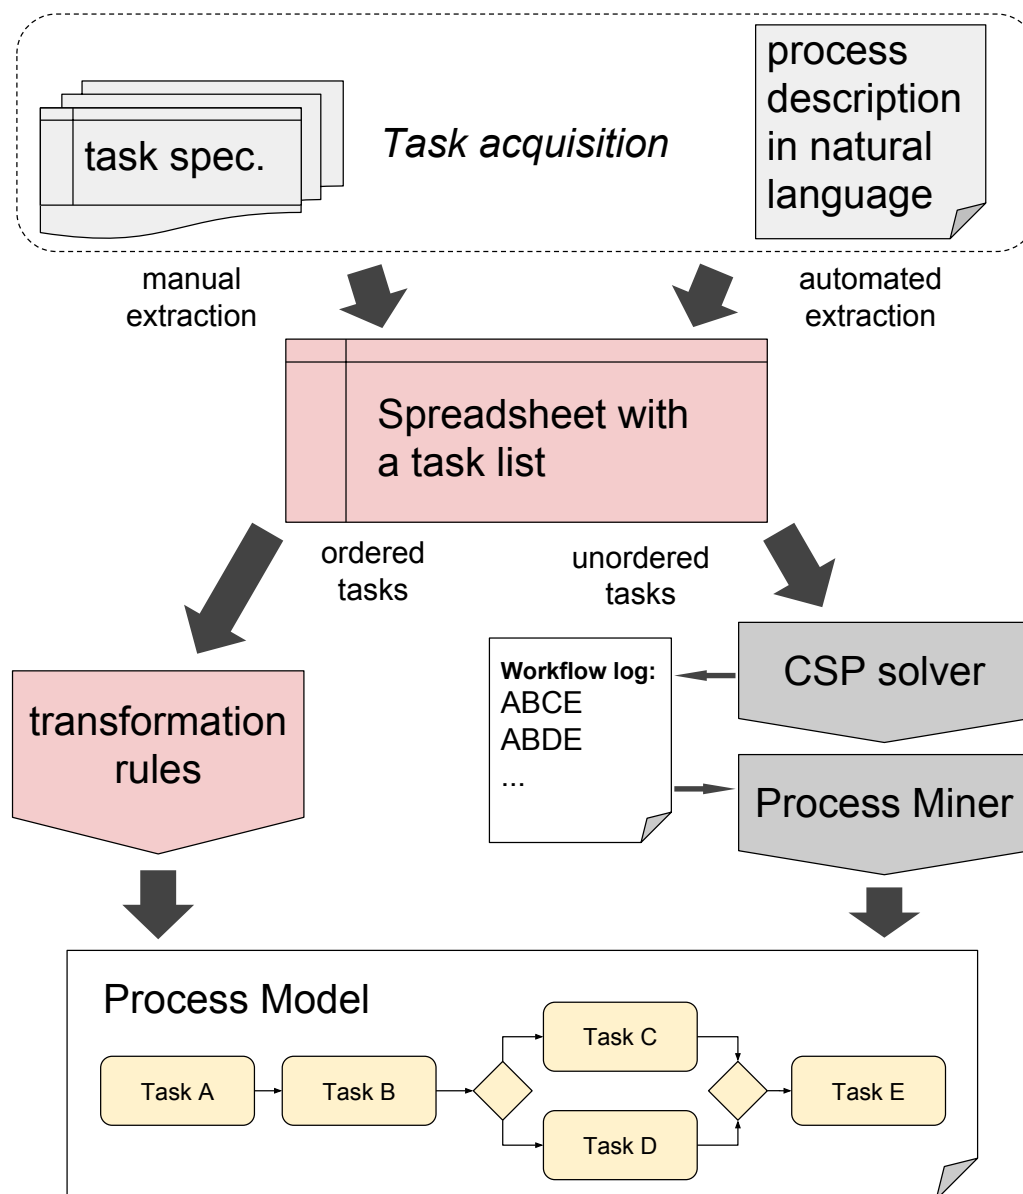 task spec.
Task acquisition
process
description
in natural
language
manual
extraction
automated
extraction
Spreadsheet with
a task list
ordered
tasks
unordered
tasks
transformation
rules
Workflow log:
ABCE
ABDE
...
CSP solver
Process Miner
Process Model
Task A
Task B
Task C
Task D
Task E